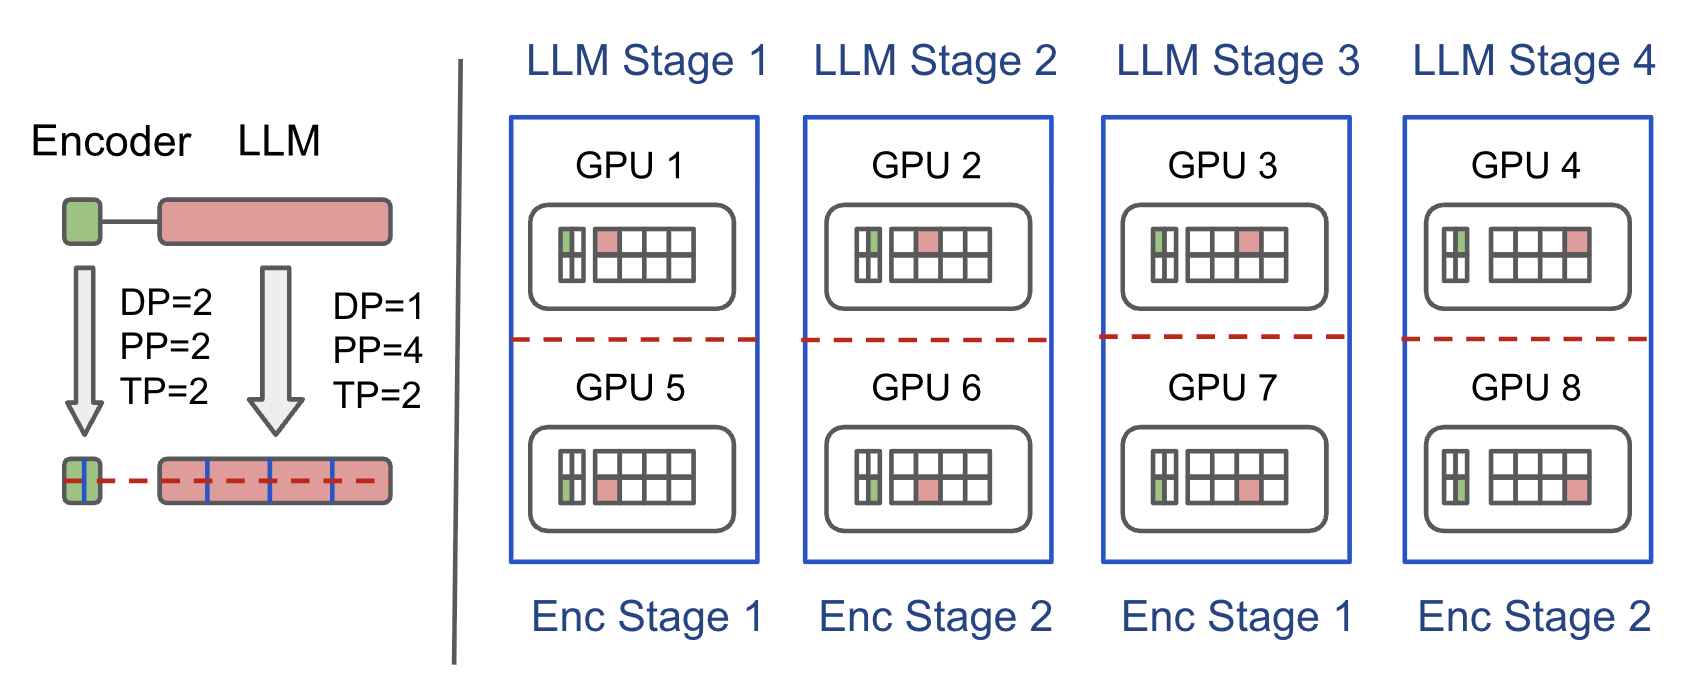 Encoder LLM
DP=2
PP=2
TP=2
DP=1
PP=4
TP=2
LLM Stage 1
LLM Stage 2
LLM Stage 3
LLM Stage 4
GPU 1
GPU 2
GPU 3
GPU 4
GPU 5
GPU 6
GPU 7
GPU 8
Enc Stage 1
Enc Stage 2
Enc Stage 1
Enc Stage 2